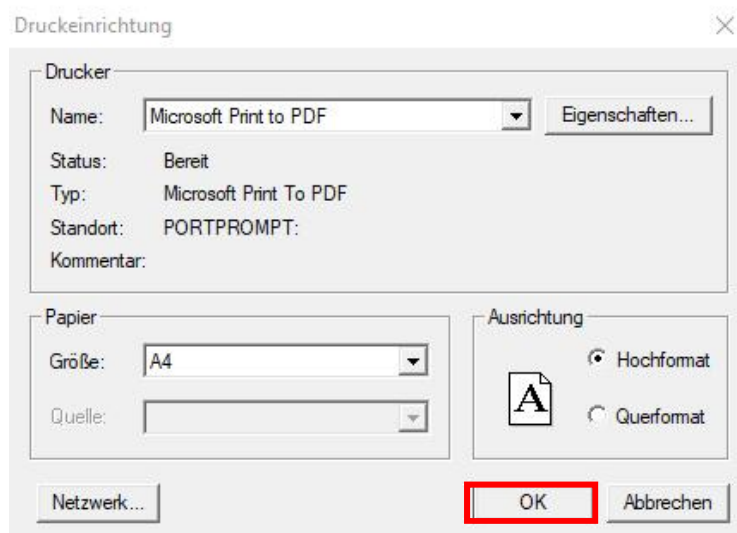 Druckeinrichtung
Drucker
Name: Microsoft Print to PDF Eigenschaften...
Status: Bereit
Typ: Microsoft Print To PDF
Standort: PORTPROMPT:
Kommentar:
Papier
Größe: A4
Quelle:
Ausrichtung
A
Hochformat
Querformat
Netzwerk... OK Abbrechen